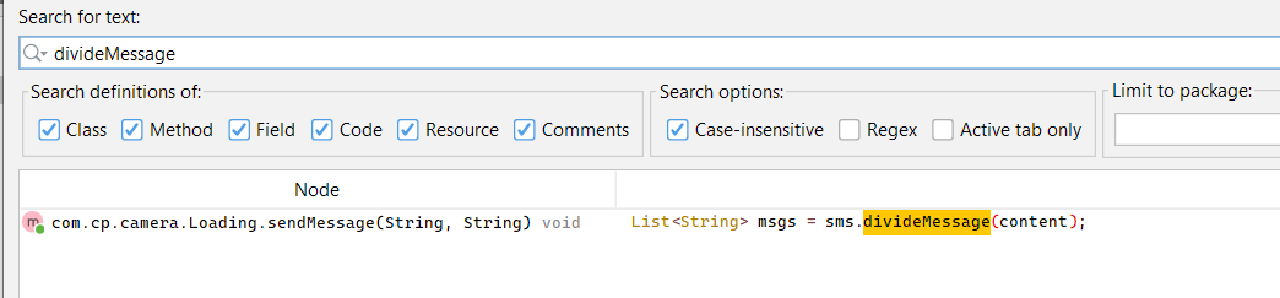 Search for text:
divideMessage
Search definitions of:
Class Method Field Code Resource Comments
Search options:
Case-insensitive Regex Active tab only
Limit to package:
Node
m com.cp.camera.Loading.sendMessage(String, String) void List<String> msgs = sms.divideMessage(content);